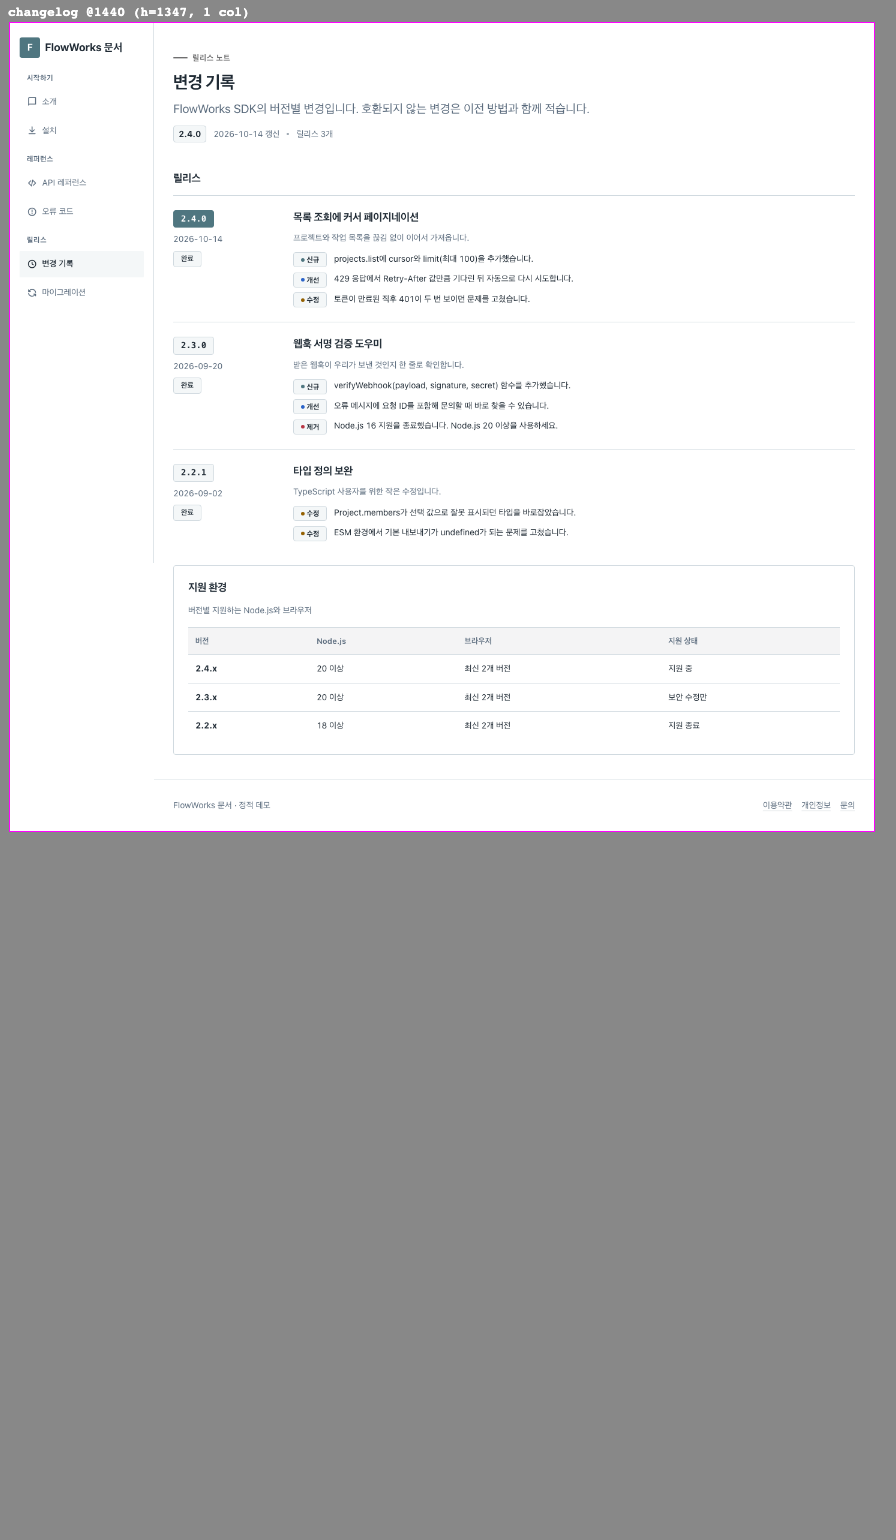 changelog @1440 (h=1347, 1 col)
F FlowWorks 문서
시작하기
소개
설치
레퍼런스
API 레퍼런스
오류 코드
릴리스
변경 기록
마이그레이션
릴리스 노트
변경 기록
FlowWorks SDK의 버전별 변경입니다. 호환되지 않는 변경은 이전 방법과 함께 적습니다.
2.4.0 2026-10-14 갱신 • 릴리스 3개
릴리스
2.4.0
2026-10-14
완료
목록 조회에 커서 페이지네이션
프로젝트와 작업 목록을 끊김 없이 이어서 가져옵니다.
신규 projects.list에 cursor와 limit(최대 100)을 추가했습니다.
개선 429 응답에서 Retry-After 값만큼 기다린 뒤 자동으로 다시 시도합니다.
수정 토큰이 만료된 직후 401이 두 번 보이던 문제를 고쳤습니다.
2.3.0
2026-09-20
완료
웹훅 서명 검증 도우미
받은 웹훅이 우리가 보낸 것인지 한 줄로 확인합니다.
신규 verifyWebhook(payload, signature, secret) 함수를 추가했습니다.
개선 오류 메시지에 요청 ID를 포함해 문의할 때 바로 찾을 수 있습니다.
제거 Node.js 16 지원을 종료했습니다. Node.js 20 이상을 사용하세요.
2.2.1
2026-09-02
완료
타입 정의 보완
TypeScript 사용자를 위한 작은 수정입니다.
수정 Project.members가 선택 값으로 잘못 표시되던 타입을 바로잡았습니다.
수정 ESM 환경에서 기본 내보내기가 undefined가 되는 문제를 고쳤습니다.
지원 환경
버전별 지원하는 Node.js와 브라우저
버전 Node.js 브라우저 지원 상태
2.4.x 20 이상 최신 2개 버전 지원 중
2.3.x 20 이상 최신 2개 버전 보안 수정만
2.2.x 18 이상 최신 2개 버전 지원 종료
FlowWorks 문서 · 정적 데모
이용약관 개인정보 문의